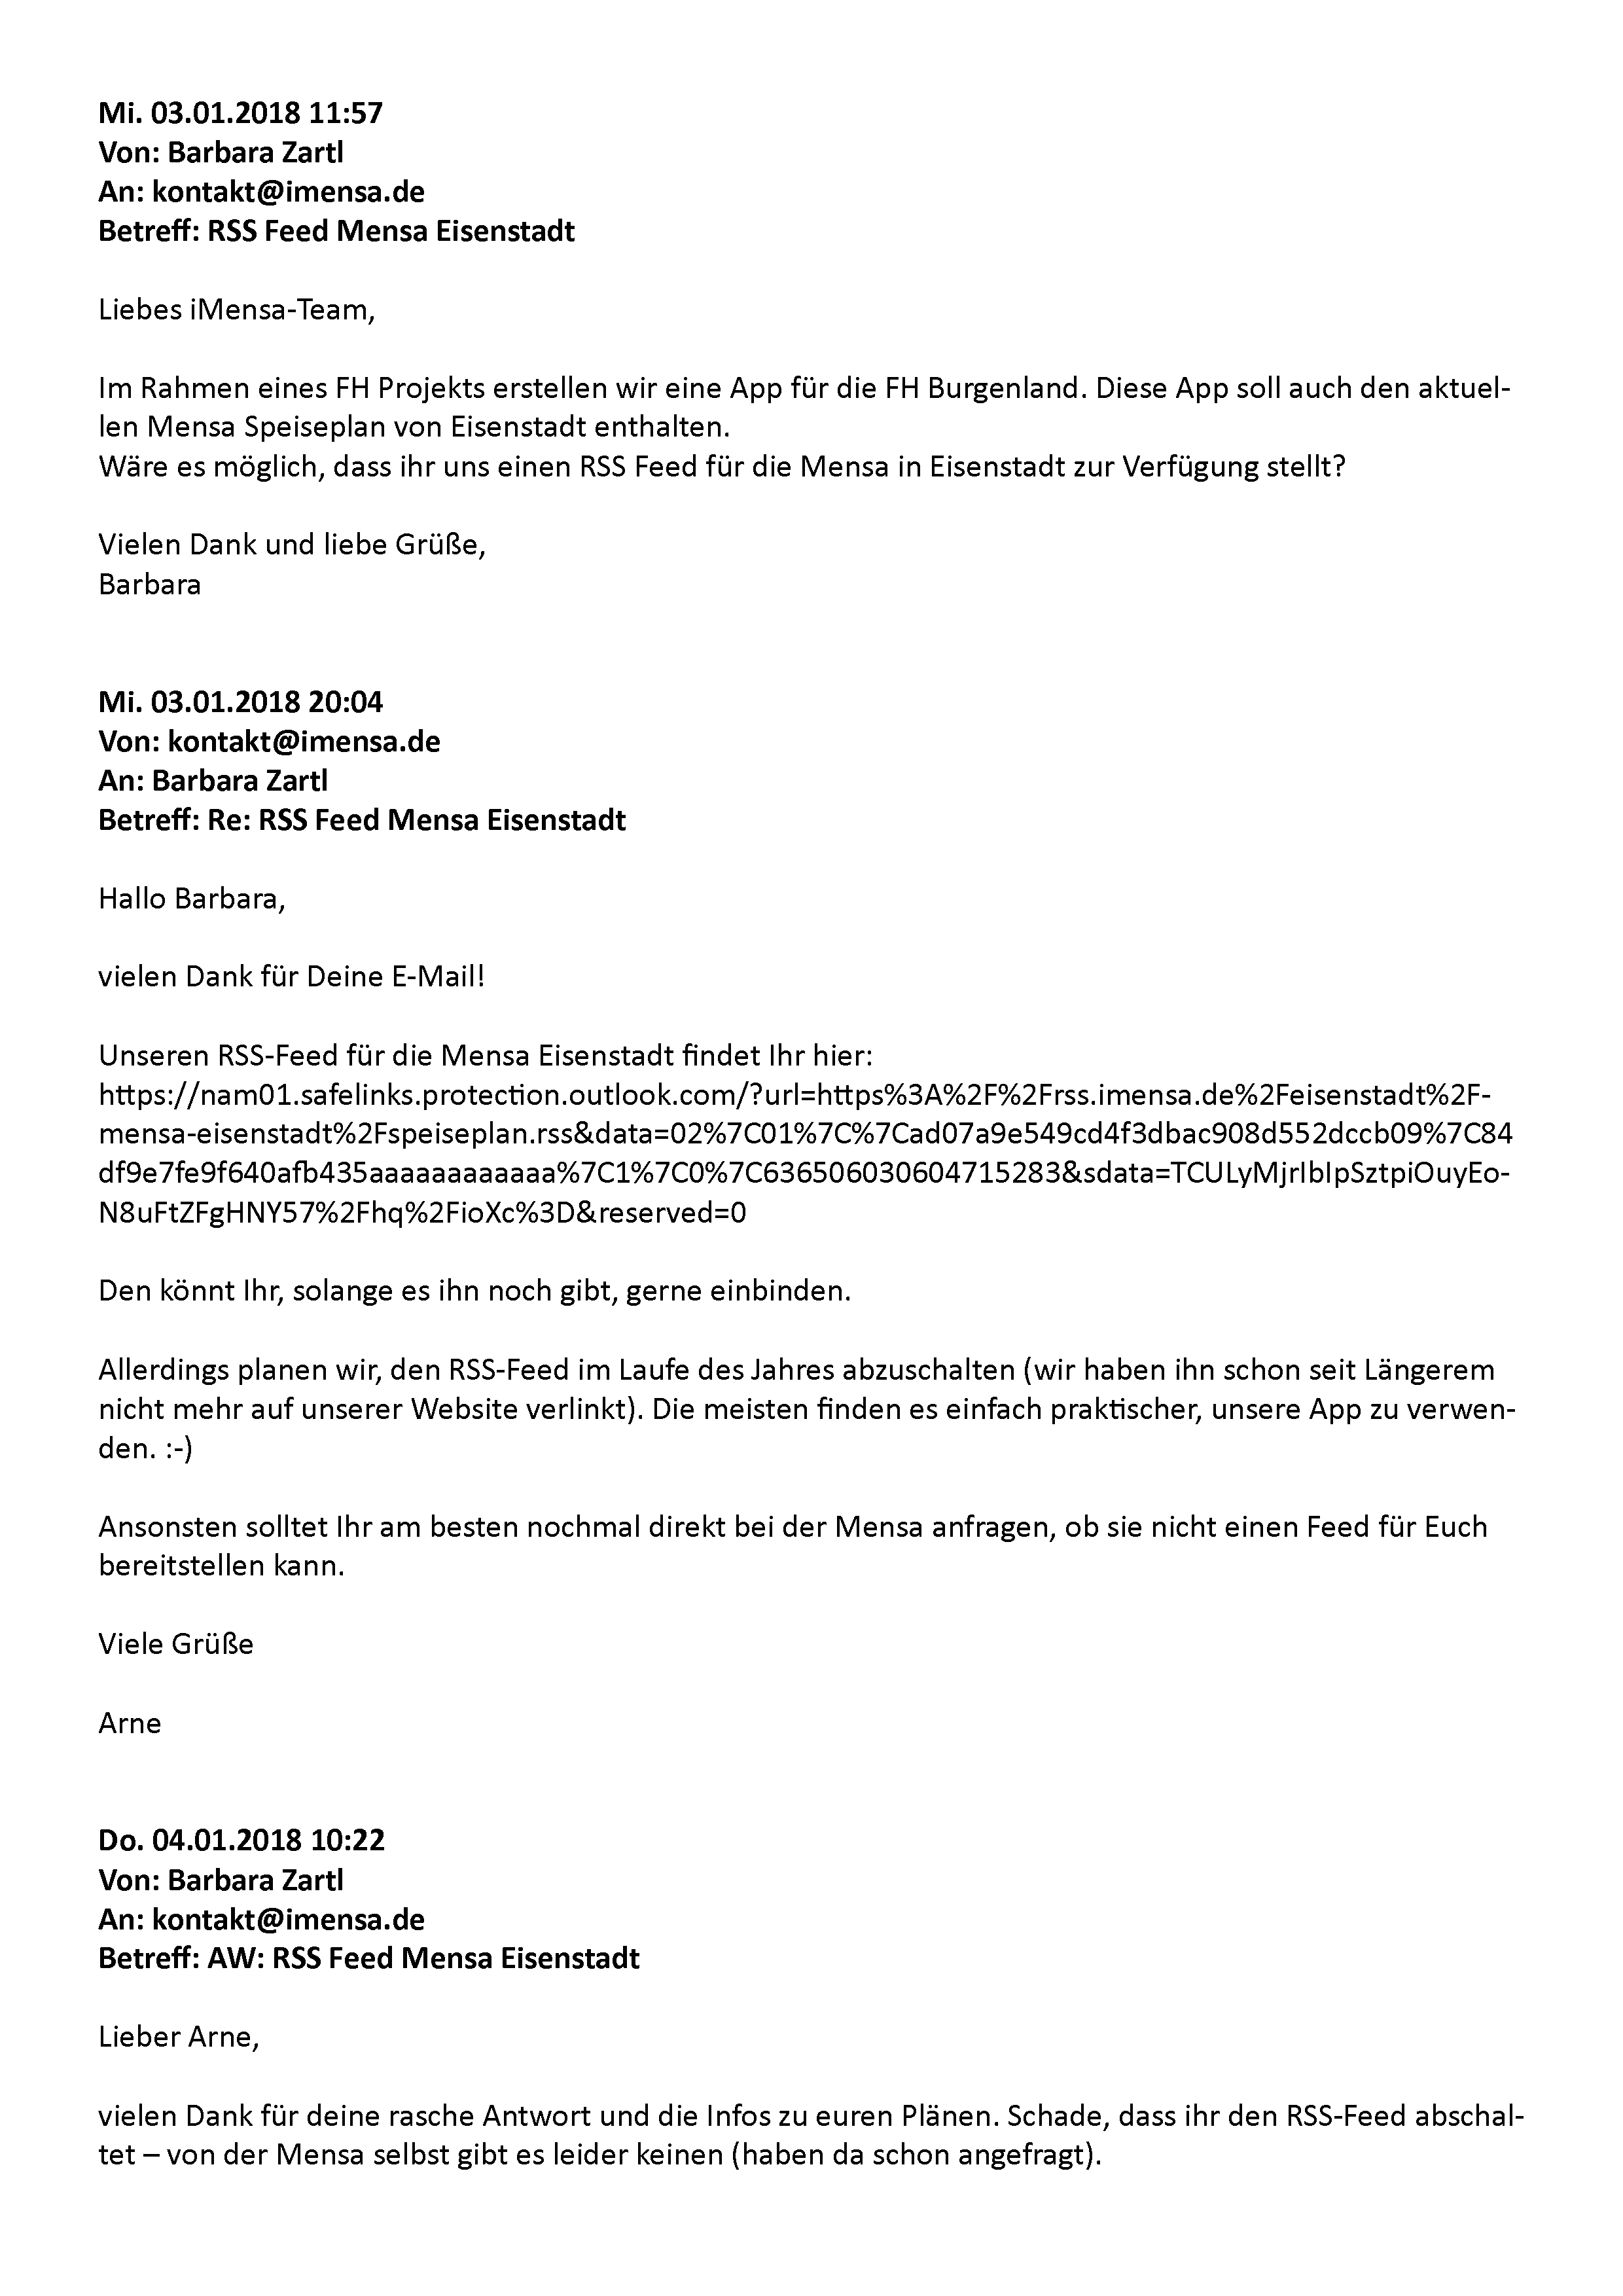 Mi. 03.01.2018 11:57
Von: Barbara Zartl
An: kontakt@imensa.de
Betreff: RSS Feed Mensa Eisenstadt
Liebes iMensa-Team,
Im Rahmen eines FH Projekts erstellen wir eine App für die FH Burgenland. Diese App soll auch den aktuel-
len Mensa Speiseplan von Eisenstadt enthalten.
Wäre es möglich, dass ihr uns einen RSS Feed für die Mensa in Eisenstadt zur Verfügung stellt?
Vielen Dank und liebe Grüße,
Barbara
Mi. 03.01.2018 20:04
Von: kontakt@imensa.de
An: Barbara Zartl
Betreff: Re: RSS Feed Mensa Eisenstadt
Hallo Barbara,
vielen Dank für Deine E-Mail!
Unseren RSS-Feed für die Mensa Eisenstadt findet Ihr hier:
https://nam01.safelinks.protection.outlook.com/?url=https%3A%2F%2Frss.imensa.de%2Feisenstadt%2F-
mensa-eisenstadt%2Fspeiseplan.rss&data=02%7C01%7C%7Cad07a9e549cd4f3dbac908d552dccb09%7C84
df9e7fe9f640afb435aaaaaaaaaaaa%7C1%7C0%7C636506030604715283&sdata=TCULyMjrIbIpSztpiOuyEo-
N8uFtZFgHNY57%2Fhq%2FioXc%3D&reserved=0
Den könnt Ihr, solange es ihn noch gibt, gerne einbinden.
Allerdings planen wir, den RSS-Feed im Laufe des Jahres abzuschalten (wir haben ihn schon seit Längerem
nicht mehr auf unserer Website verlinkt). Die meisten finden es einfach praktischer, unsere App zu verwen-
den. :-)
Ansonsten solltet Ihr am besten nochmal direkt bei der Mensa anfragen, ob sie nicht einen Feed für Euch
bereitstellen kann.
Viele Grüße
Arne
Do. 04.01.2018 10:22
Von: Barbara Zartl
An: kontakt@imensa.de
Betreff: AW: RSS Feed Mensa Eisenstadt
Lieber Arne,
vielen Dank für deine rasche Antwort und die Infos zu euren Plänen. Schade, dass ihr den RSS-Feed abschal-
tet – von der Mensa selbst gibt es leider keinen (haben da schon angefragt).